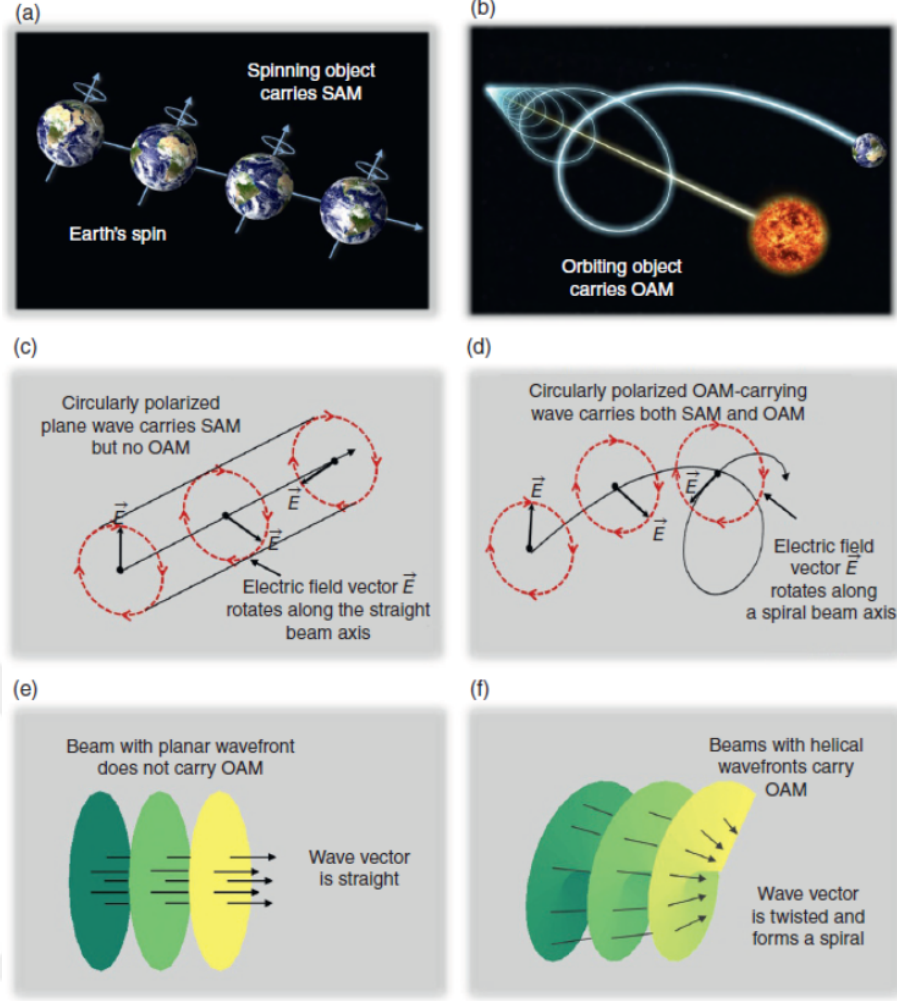 (a)
Spinning object
carries SAM
Earth's spin
(b)
Orbiting object
carries OAM
(c)
Circularly polarized
plane wave carries SAM
but no OAM
E
E
E
Electric field vector E
rotates along the straight
beam axis
(d)
Circularly polarized OAM-carrying
wave carries both SAM and OAM
E
E
E
Electric field
vector E
rotates along
a spiral beam axis
(e)
Beam with planar wavefront
does not carry OAM
Wave vector
is straight
(f)
Beams with helical
wavefronts carry
OAM
Wave vector
is twisted and
forms a spiral